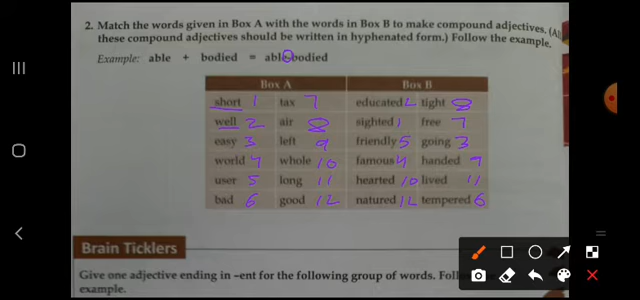 2. Match the words given in Box A with the words in Box B to make compound adjectives. (All
these compound adjectives should be written in hyphenated form.) Follow the example.
Example: able + bodied = able-bodied
Box A Box B
short 1 tax 7 educated 2 tight 8
well 2 air 8 sighted 1 free 7
easy 3 left 9 friendly 5 going 3
world 4 whole 10 famous 4 handed 9
user 5 long 11 hearted 10 lived 11
bad 6 good 12 natured 12 tempered 6
Brain Ticklers
Give one adjective ending in –ent for the following group of words.
example.